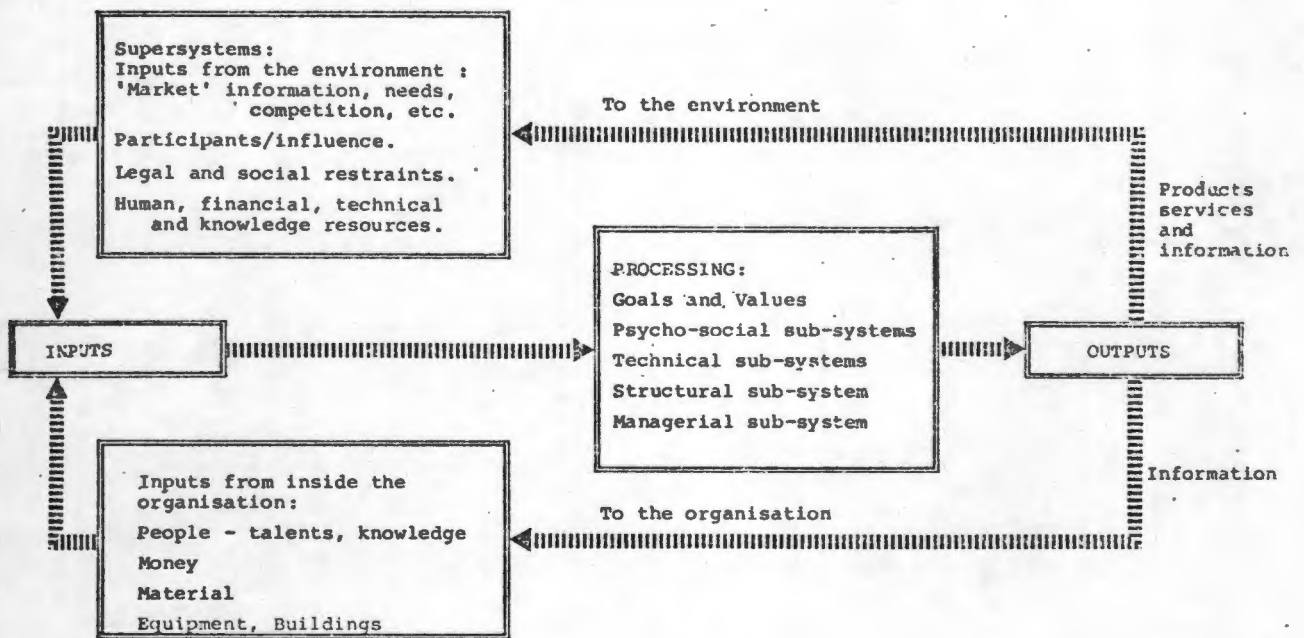 Supersystems:
Inputs from the environment :
'Market' information, needs,
competition, etc.
Participants/influence.
Legal and social restraints.
Human, financial, technical
and knowledge resources.
To the environment
Products
services
and
information
INPUTS
PROCESSING:
Goals and Values
Psycho-social sub-systems
Technical sub-systems
Structural sub-system
Managerial sub-system
OUTPUTS
Inputs from inside the
organisation:
People - talents, knowledge
Money
Material
Equipment, Buildings
To the organisation
Information